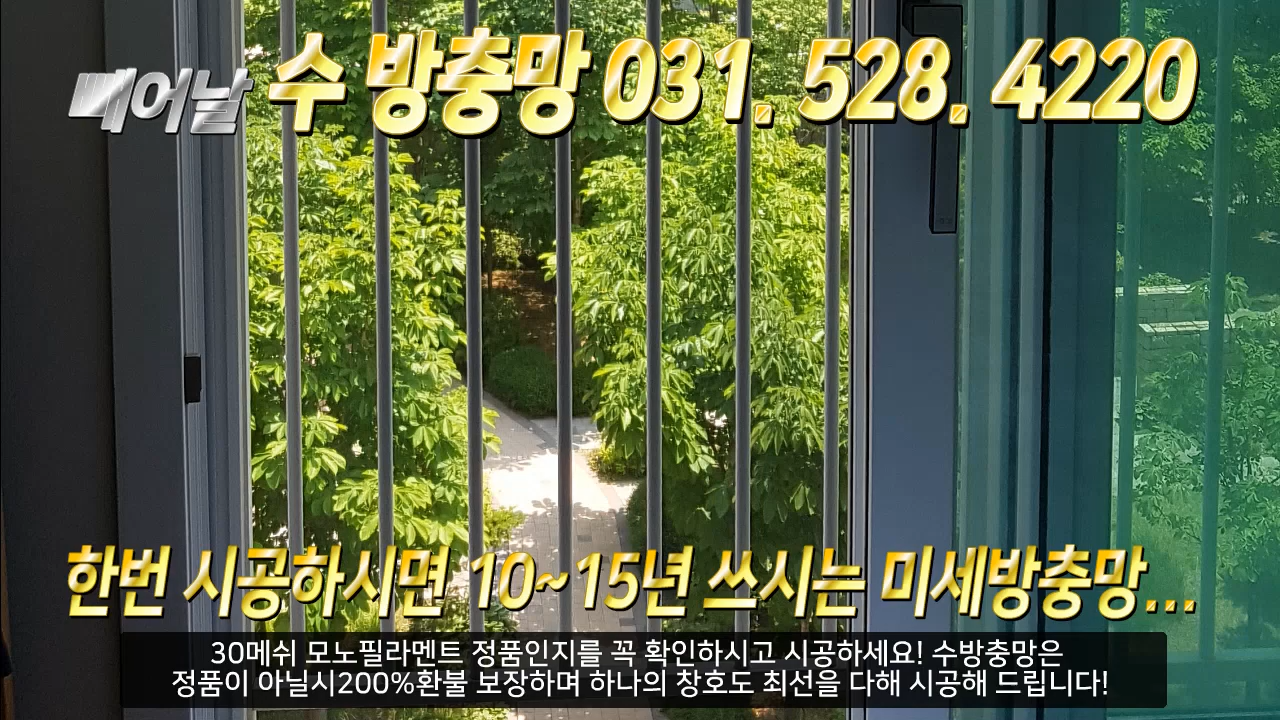 빼어날 수 방충망 031. 528. 4220
한번 시공하시면 10~15년 쓰시는 미세방충망...
30메쉬 모노필라멘트 정품인지를 꼭 확인하시고 시공하세요! 수방충망은
정품이 아닐시200%환불 보장하며 하나의 창호도 최선을 다해 시공해 드립니다!